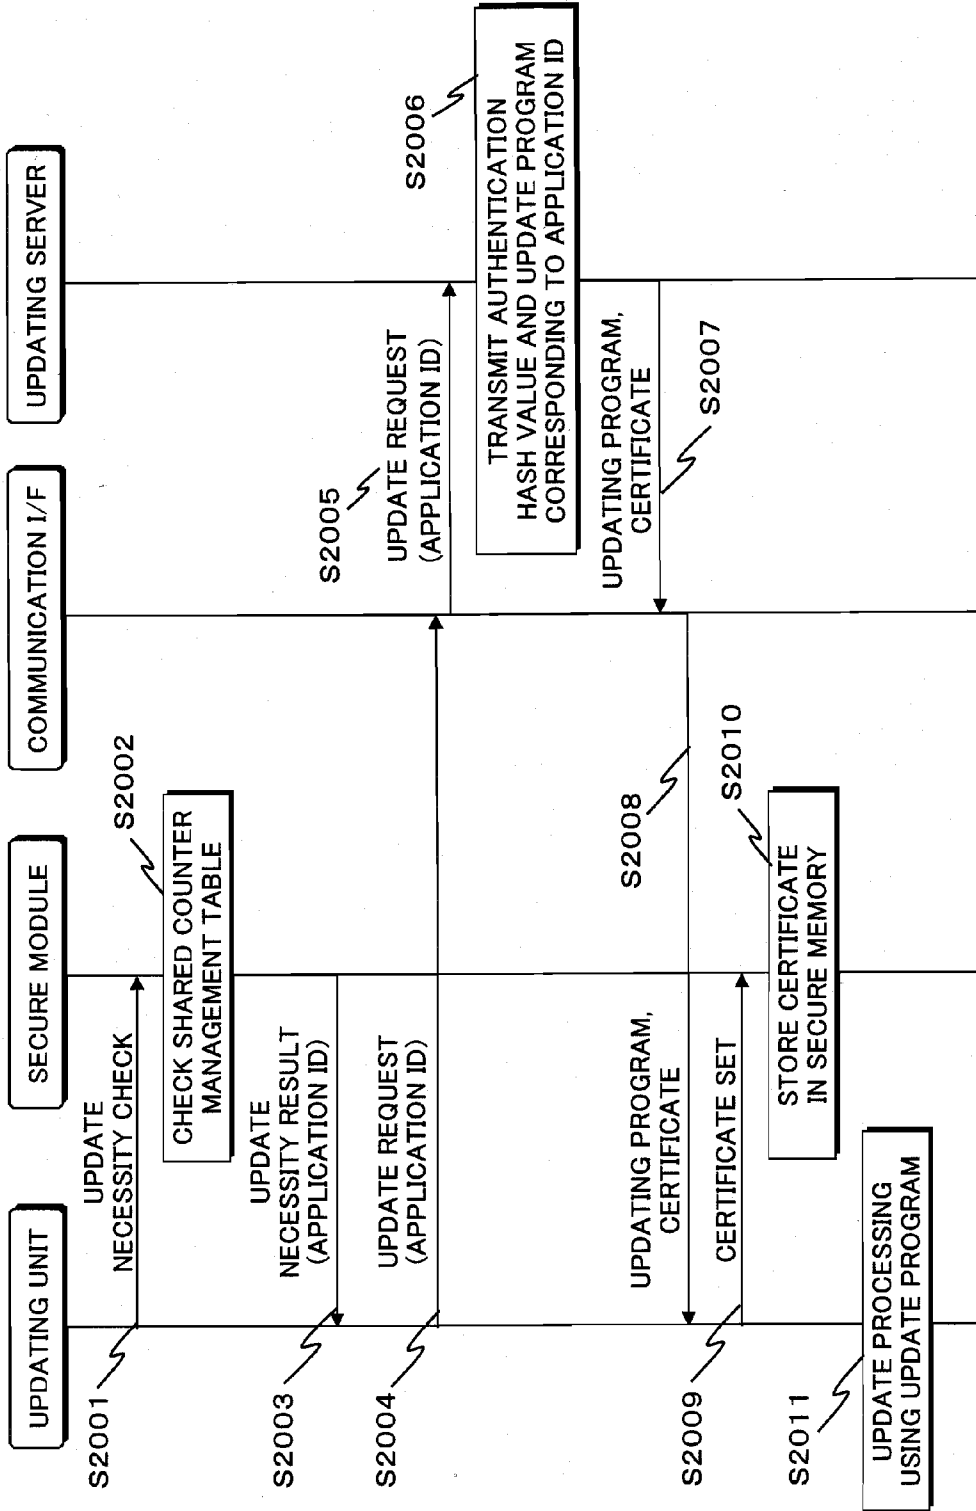 UPDATING UNIT
SECURE MODULE
COMMUNICATION I/F
UPDATING SERVER
S2001
UPDATE
NECESSITY CHECK
S2002
CHECK SHARED COUNTER
MANAGEMENT TABLE
S2003
UPDATE
NECESSITY RESULT
(APPLICATION ID)
S2004
UPDATE REQUEST
(APPLICATION ID)
S2005
UPDATE REQUEST
(APPLICATION ID)
S2006
TRANSMIT AUTHENTICATION
HASH VALUE AND UPDATE PROGRAM
CORRESPONDING TO APPLICATION ID
UPDATING PROGRAM,
CERTIFICATE
S2007
UPDATING PROGRAM,
CERTIFICATE
S2008
S2009
CERTIFICATE SET
S2010
STORE CERTIFICATE
IN SECURE MEMORY
S2011
UPDATE PROCESSING
USING UPDATE PROGRAM